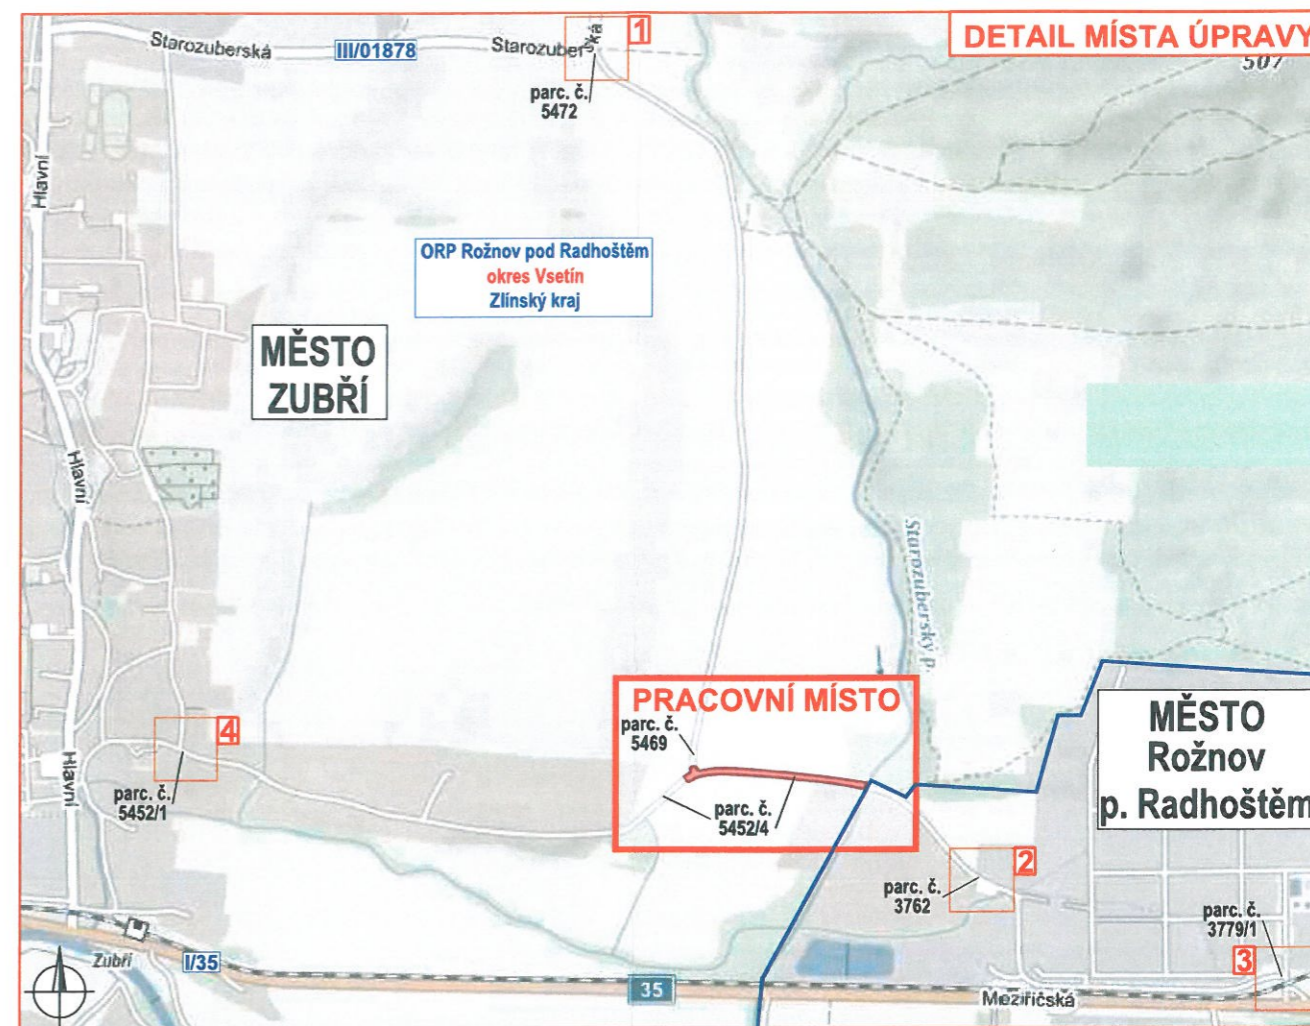 DETAIL MÍSTA ÚPRAVY
507
Starozuberská
III/01878
Starozuberská
1
parc. č.
5472
Hlavní
ORP Rožnov pod Radhoštěm
okres Vsetín
Zlínský kraj
MĚSTO
ZUBŘÍ
Hlavní
Starozuberský p.
PRACOVNÍ MÍSTO
parc. č.
5469
MĚSTO
Rožnov
p. Radhoštěm
4
Hlavní
parc. č.
5452/1
parc. č.
5452/4
2
parc. č.
3762
parc. č.
3779/1
3
Zubří
I/35
35
Meziříčská